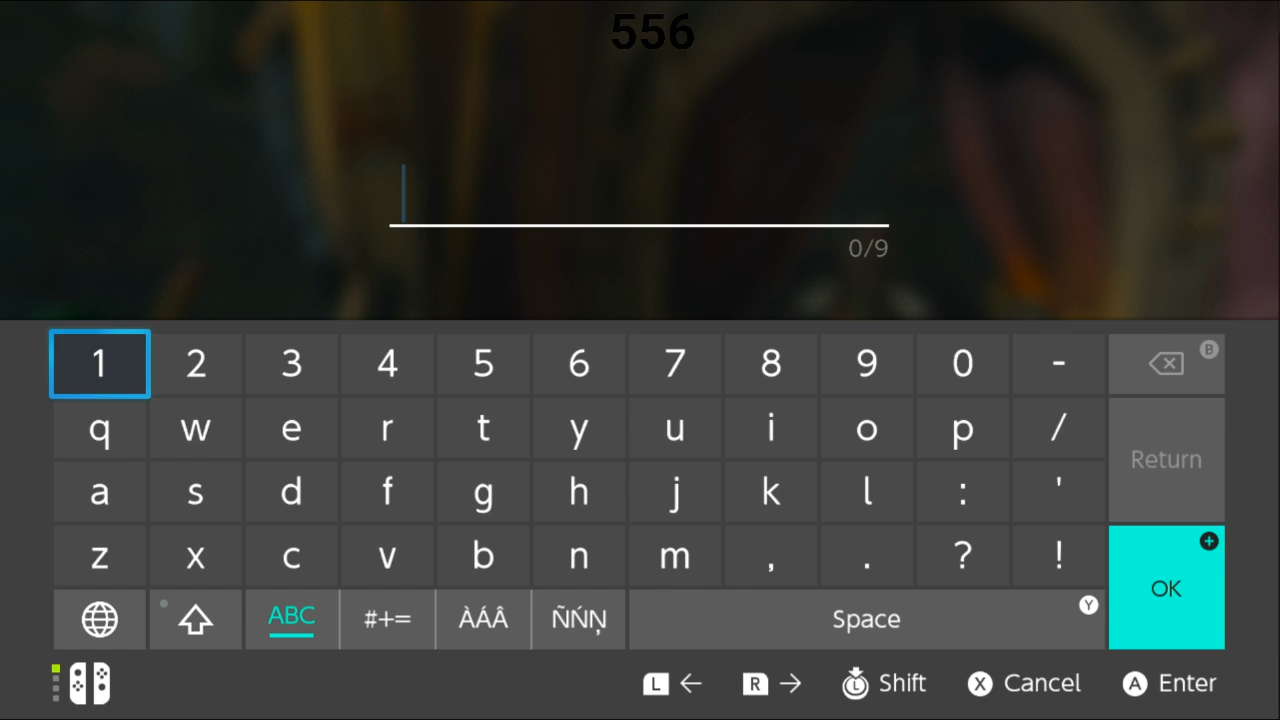 556
0/9
1 2 3 4 5 6 7 8 9 0 - B
q w e r t y u i o p / Return
a s d f g h j k l : '
z x c v b n m , . ? ! + OK
ABC #+= ÀÁÂ ÑŃŅ Space Y
L ← R → L Shift X Cancel A Enter